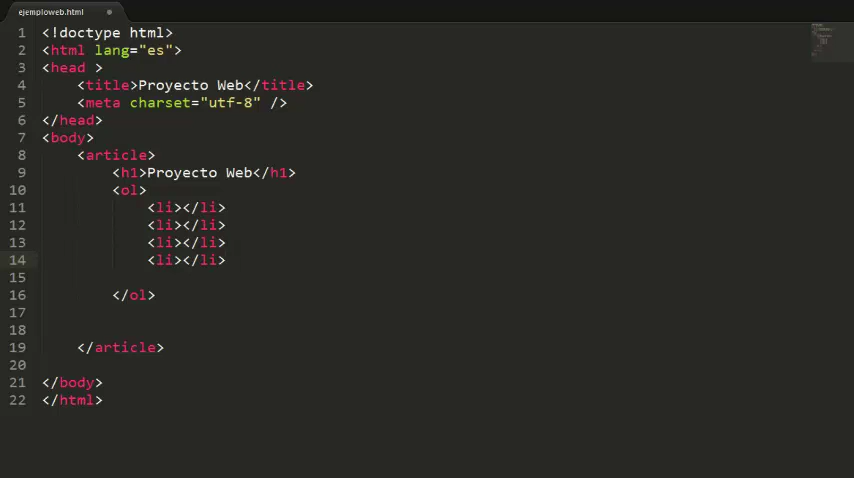 ejemploweb.html
1 <!doctype html>
2 <html lang="es">
3 <head >
4 <title>Proyecto Web</title>
5 <meta charset="utf-8" />
6 </head>
7 <body>
8 <article>
9 <h1>Proyecto Web</h1>
10 <ol>
11 <li></li>
12 <li></li>
13 <li></li>
14 <li></li>
15
16 </ol>
17
18
19 </article>
20
21 </body>
22 </html>